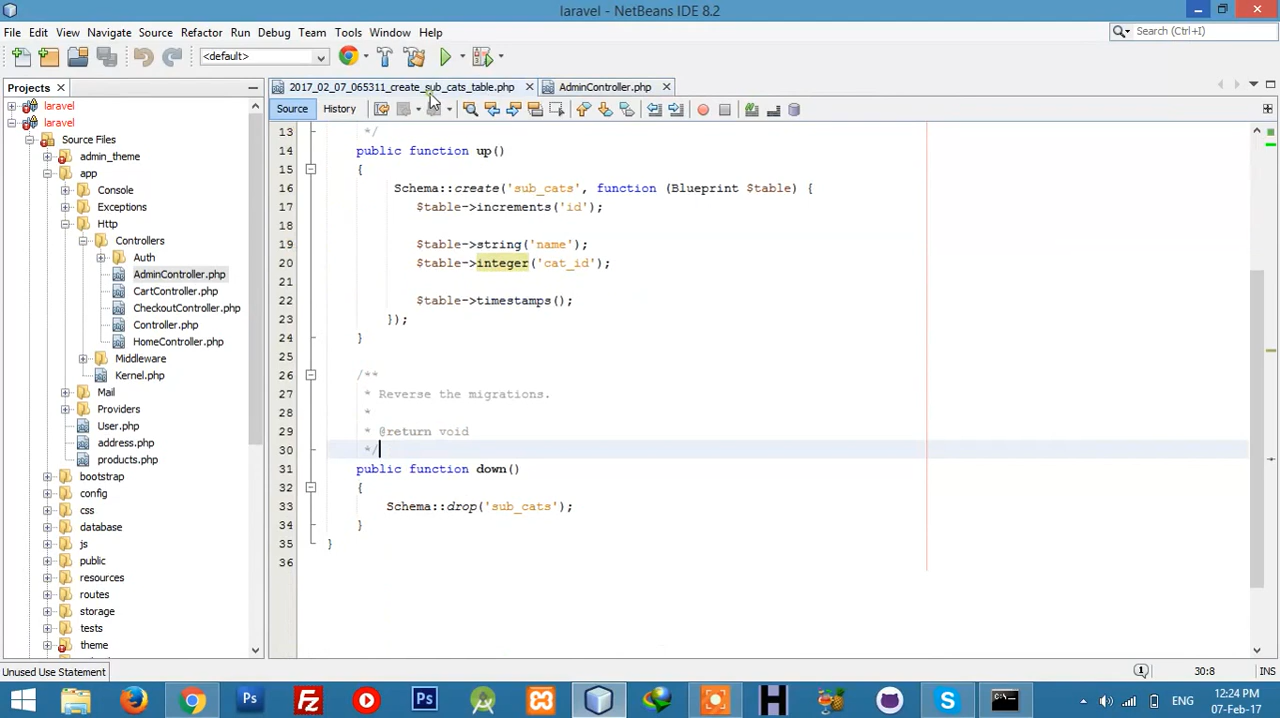 laravel - NetBeans IDE 8.2
File Edit View Navigate Source Refactor Run Debug Team Tools Window Help
Search (Ctrl+I)
<default>
Projects
2017_02_07_065311_create_sub_cats_table.php
AdminController.php
Source History
laravel
laravel
Source Files
admin_theme
app
Console
Exceptions
Http
Controllers
Auth
AdminController.php
CartController.php
CheckoutController.php
Controller.php
HomeController.php
Middleware
Kernel.php
Mail
Providers
User.php
address.php
products.php
bootstrap
config
css
database
js
public
resources
routes
storage
tests
theme
13 */
14 public function up()
15 {
16 Schema::create('sub_cats', function (Blueprint $table) {
17 $table->increments('id');
18
19 $table->string('name');
20 $table->integer('cat_id');
21
22 $table->timestamps();
23 });
24 }
25
26 /**
27 * Reverse the migrations.
28 *
29 * @return void
30 */
31 public function down()
32 {
33 Schema::drop('sub_cats');
34 }
35 }
36
Unused Use Statement
1
30:8
INS
Ps
Fz
Ps
H
S
ENG
12:24 PM
07-Feb-17